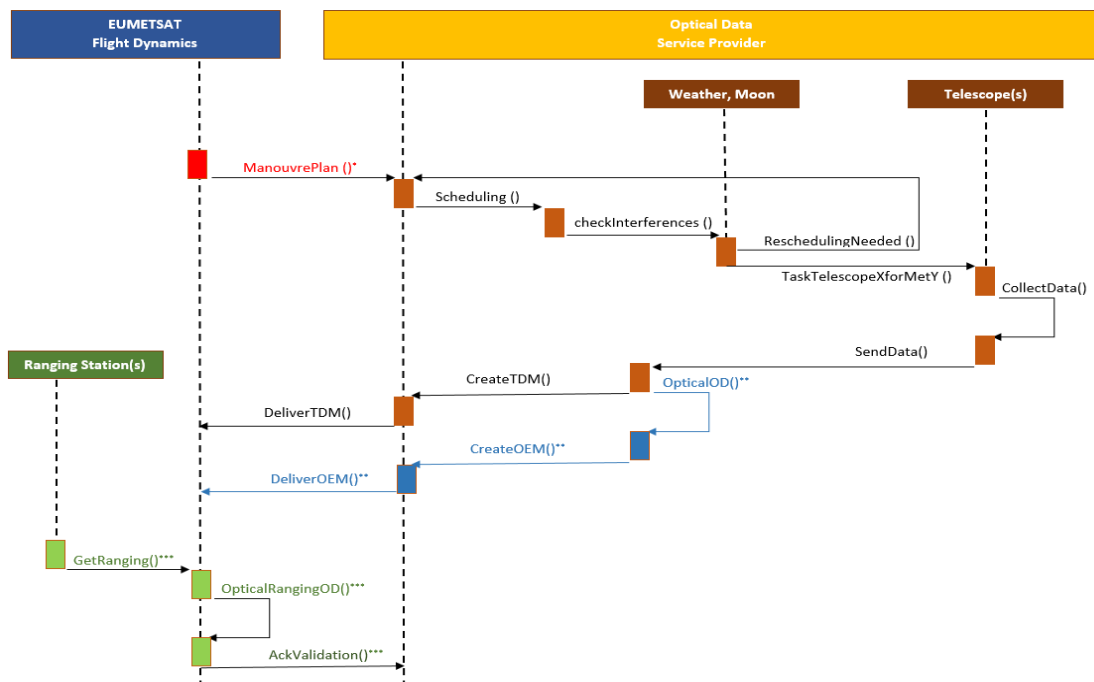 EUMETSAT
Flight Dynamics
Optical Data
Service Provider
Weather, Moon
Telescope(s)
ManouvrePlan ()*
Scheduling ()
checkInterferences ()
ReschedulingNeeded ()
TaskTelescopeXforMetY ()
CollectData()
SendData()
Ranging Station(s)
CreateTDM()
OpticalOD()**
DeliverTDM()
CreateOEM()**
DeliverOEM()**
GetRanging()***
OpticalRangingOD()***
AckValidation()***